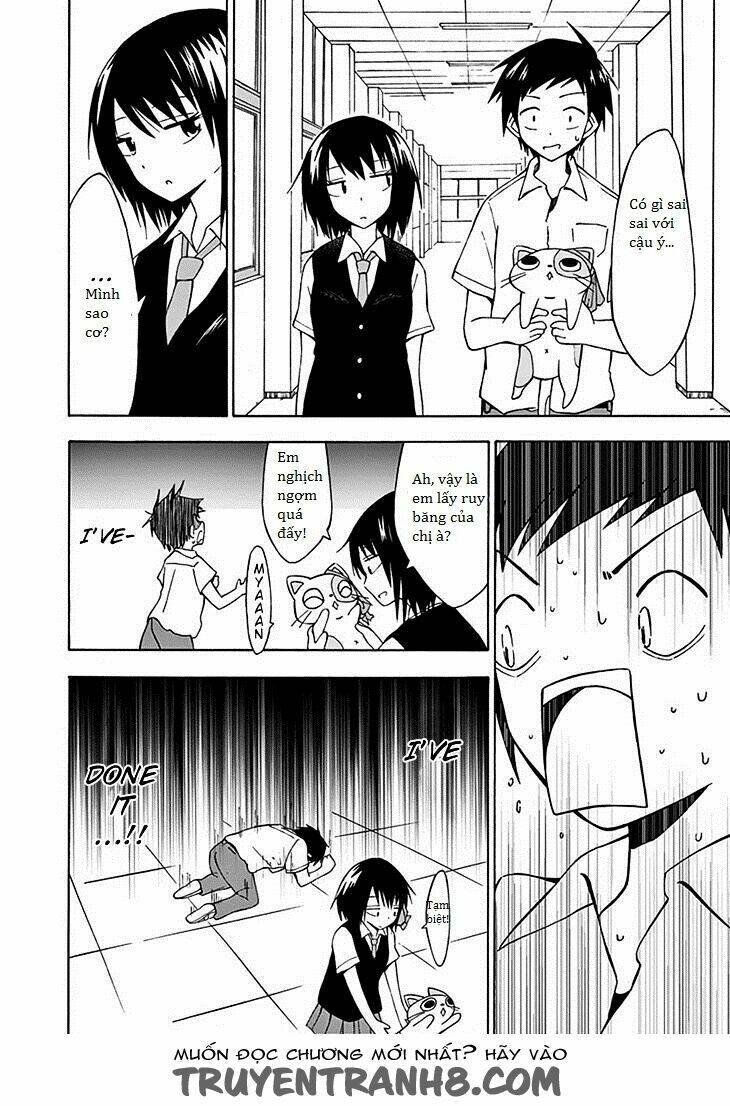 Có gì sai
sai với
cậu ý...
...
Mình
sao
cơ?
Ah, vậy là
em lấy ruy
băng của
chị à?
Em
nghịch
ngợm
quá
đấy!
MYAAAN
I'VE-
I'VE
DONE
IT
....!!
Tạm
biệt!
MUỐN ĐỌC CHƯƠNG MỚI NHẤT? HÃY VÀO
TRUYENTRANH8.COM